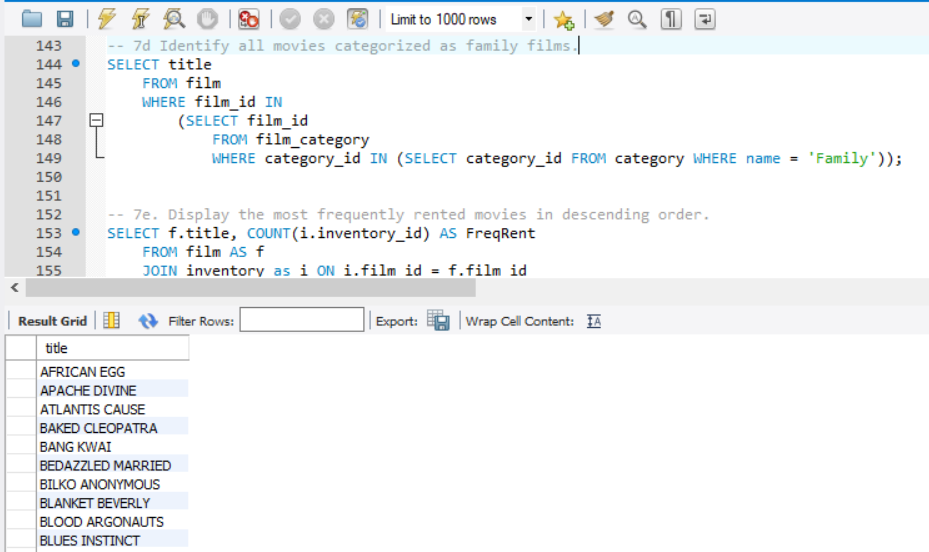 Limit to 1000 rows
143 -- 7d Identify all movies categorized as family films.
144 SELECT title
145 FROM film
146 WHERE film_id IN
147 (SELECT film_id
148 FROM film_category
149 WHERE category_id IN (SELECT category_id FROM category WHERE name = 'Family'));
150
151
152 -- 7e. Display the most frequently rented movies in descending order.
153 SELECT f.title, COUNT(i.inventory_id) AS FreqRent
154 FROM film AS f
155 JOIN inventory as i ON i.film_id = f.film_id
Result Grid Filter Rows: Export: Wrap Cell Content:
title
AFRICAN EGG
APACHE DIVINE
ATLANTIS CAUSE
BAKED CLEOPATRA
BANG KWAI
BEDAZZLED MARRIED
BILKO ANONYMOUS
BLANKET BEVERLY
BLOOD ARGONAUTS
BLUES INSTINCT